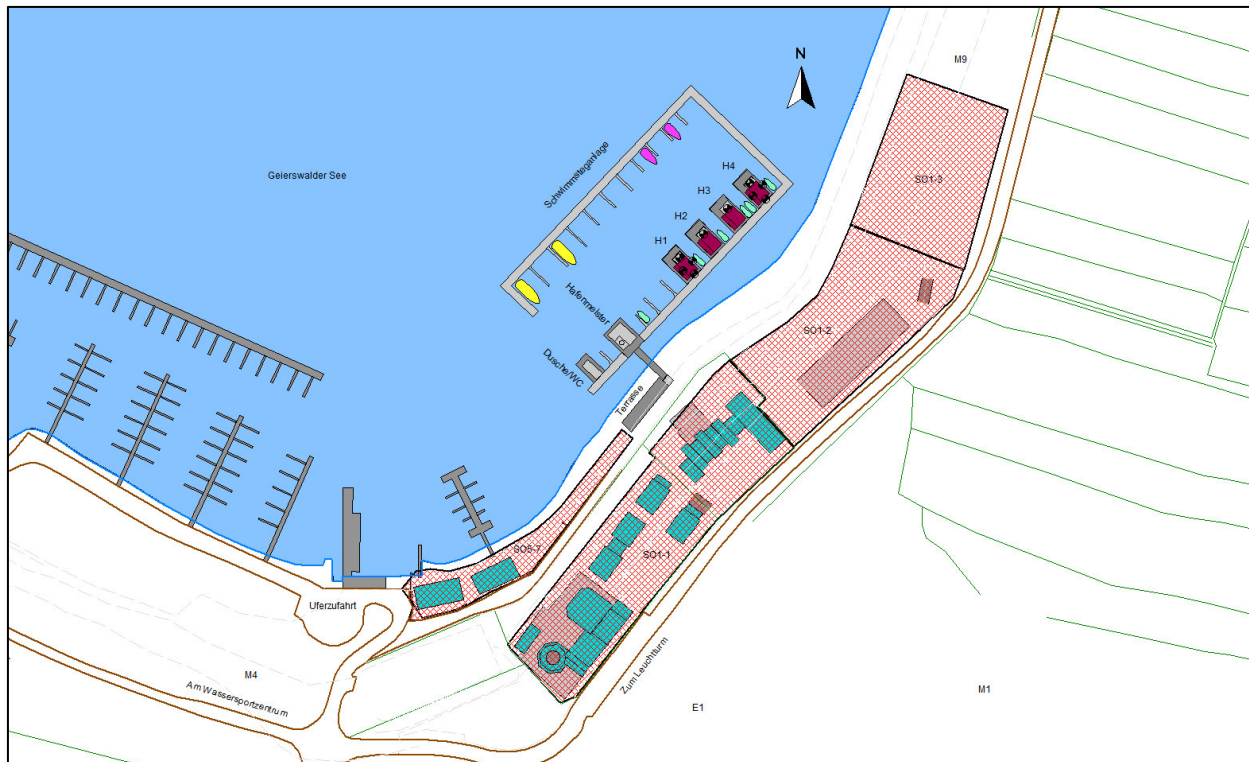 N
M9
Geierswalder See
Schwimmsteganlage
H4
H3
H2
H1
SO1-3
Hafenmeister
SO1-2
Dusche/WC
Terrasse
SO5-7
SO1-1
Uferzufahrt
M4
Am Wassersportzentrum
Zum Leuchtturm
E1
M1